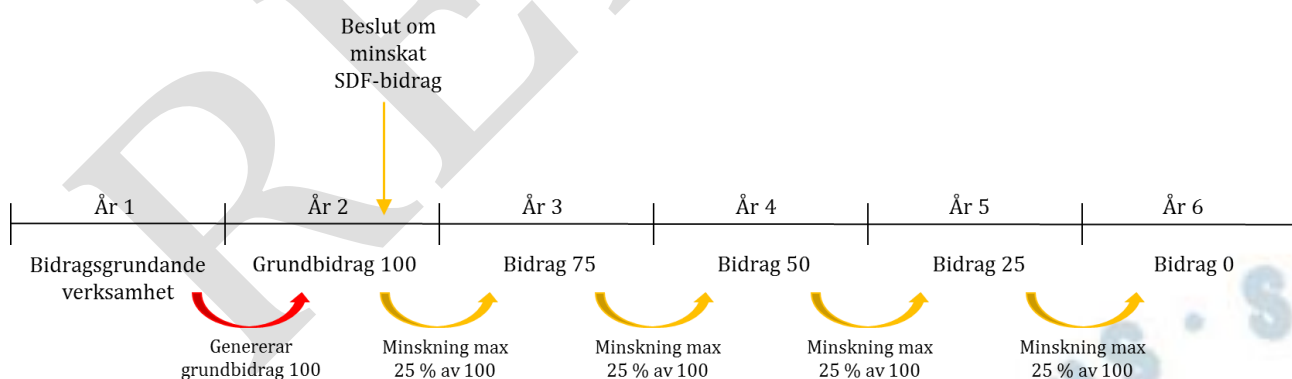 Beslut om
minskat
SDF-bidrag
År 1
År 2
År 3
År 4
År 5
År 6
Bidragsgrundande
verksamhet
Grundbidrag 100
Bidrag 75
Bidrag 50
Bidrag 25
Bidrag 0
Genererar
grundbidrag 100
Minskning max
25 % av 100
Minskning max
25 % av 100
Minskning max
25 % av 100
Minskning max
25 % av 100